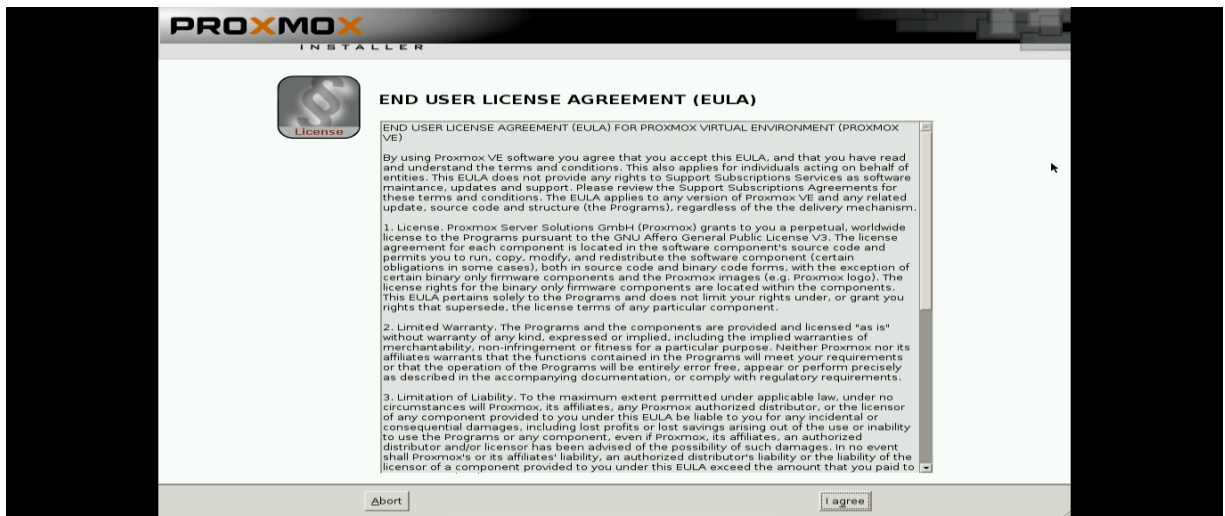 PROXMOX
INSTALLER
License
END USER LICENSE AGREEMENT (EULA)
END USER LICENSE AGREEMENT (EULA) FOR PROXMOX VIRTUAL ENVIRONMENT (PROXMOX
VE)
By using Proxmox VE software you agree that you accept this EULA, and that you have read
and understand the terms and conditions. This also applies for individuals acting on behalf of
entities. This EULA does not provide any rights to Support Subscriptions Services as software
maintance, updates and support. Please review the Support Subscriptions Agreements for
these terms and conditions. The EULA applies to any version of Proxmox VE and any related
update, source code and structure (the Programs), regardless of the the delivery mechanism.
1. License. Proxmox Server Solutions GmbH (Proxmox) grants to you a perpetual, worldwide
license to the Programs pursuant to the GNU Affero General Public License V3. The license
agreement for each component is located in the software component's source code and
permits you to run, copy, modify, and redistribute the software component (certain
obligations in some cases), both in source code and binary code forms, with the exception of
certain binary only firmware components and the Proxmox images (e.g. Proxmox logo). The
license rights for the binary only firmware components are located within the components.
This EULA pertains solely to the Programs and does not limit your rights under, or grant you
rights that supersede, the license terms of any particular component.
2. Limited Warranty. The Programs and the components are provided and licensed "as is"
without warranty of any kind, expressed or implied, including the implied warranties of
merchantability, non-infringement or fitness for a particular purpose. Neither Proxmox nor its
affiliates warrants that the functions contained in the Programs will meet your requirements
or that the operation of the Programs will be entirely error free, appear or perform precisely
as described in the accompanying documentation, or comply with regulatory requirements.
3. Limitation of Liability. To the maximum extent permitted under applicable law, under no
circumstances will Proxmox, its affiliates, any Proxmox authorized distributor, or the licensor
of any component provided to you under this EULA be liable to you for any incidental or
consequential damages, including lost profits or lost savings arising out of the use or inability
to use the Programs or any component, even if Proxmox, its affiliates, an authorized
distributor and/or licensor has been advised of the possibility of such damages. In no event
shall Proxmox's or its affiliates' liability, an authorized distributor's liability or the liability of the
licensor of a component provided to you under this EULA exceed the amount that you paid to
Abort
I agree